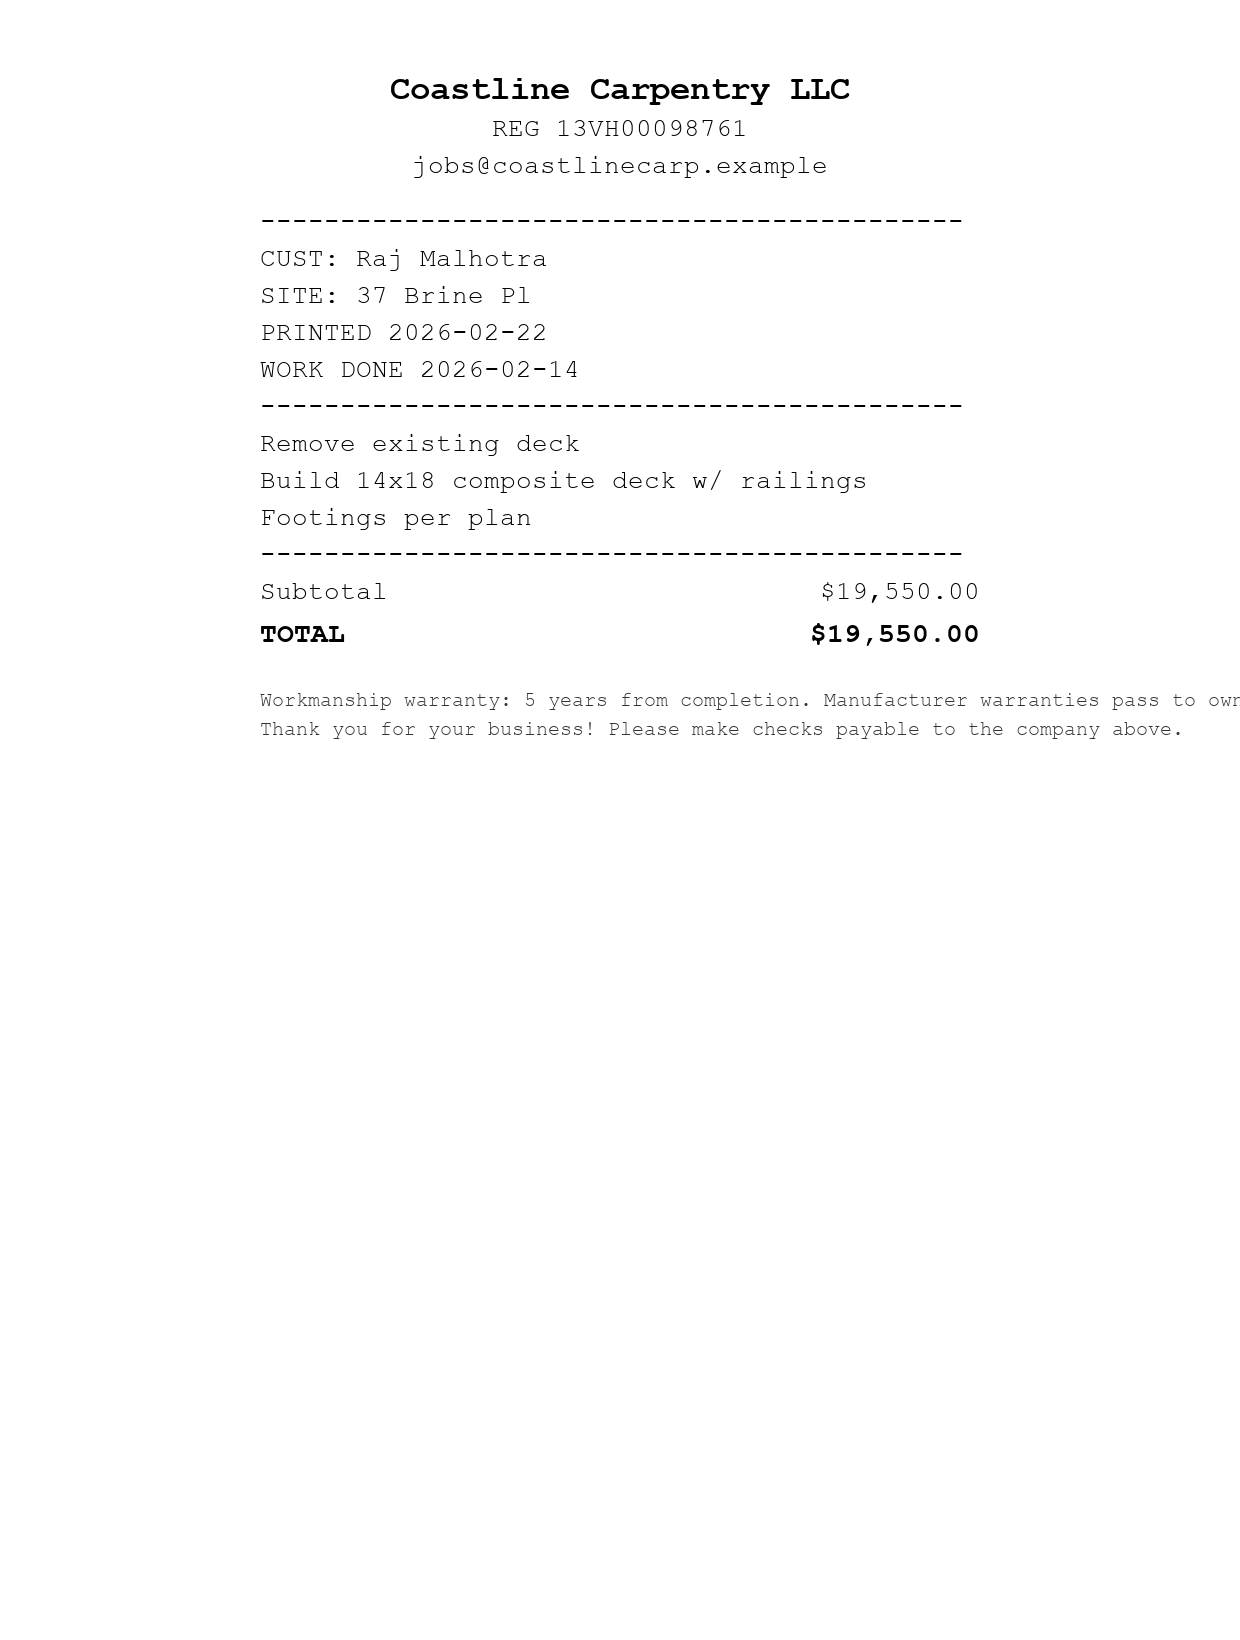 Coastline Carpentry LLC
REG 13VH00098761
jobs@coastlinecarp.example
--------------------------------------------
CUST: Raj Malhotra
SITE: 37 Brine Pl
PRINTED 2026-02-22
WORK DONE 2026-02-14
--------------------------------------------
Remove existing deck
Build 14x18 composite deck w/ railings
Footings per plan
--------------------------------------------
Subtotal $19,550.00
TOTAL $19,550.00
Workmanship warranty: 5 years from completion. Manufacturer warranties pass to
Thank you for your business! Please make checks payable to the company above.